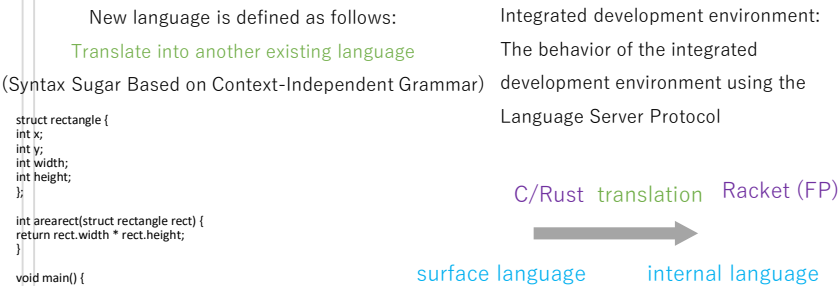 New language is defined as follows:
Translate into another existing language
(Syntax Sugar Based on Context-Independent Grammar)
struct rectangle {
int x;
int y;
int width;
int height;
};
int arearect(struct rectangle rect) {
return rect.width * rect.height;
}
void main() {
Integrated development environment:
The behavior of the integrated
development environment using the
Language Server Protocol
C/Rust translation Racket (FP)
surface language internal language